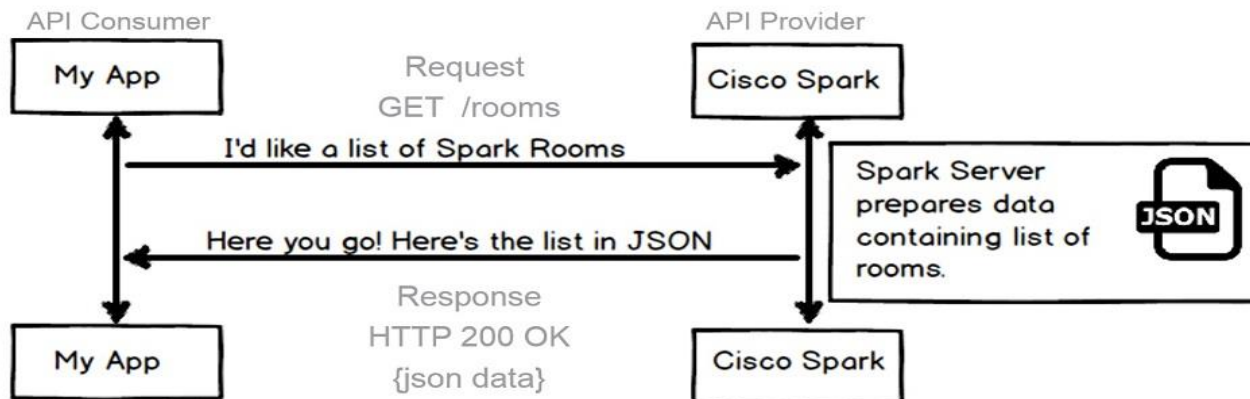 API Consumer
API Provider
My App
Request
GET /rooms
Cisco Spark
I'd like a list of Spark Rooms
Spark Server
prepares data
containing list of
rooms.
JSON
Here you go! Here's the list in JSON
Response
HTTP 200 OK
{json data}
My App
Cisco Spark